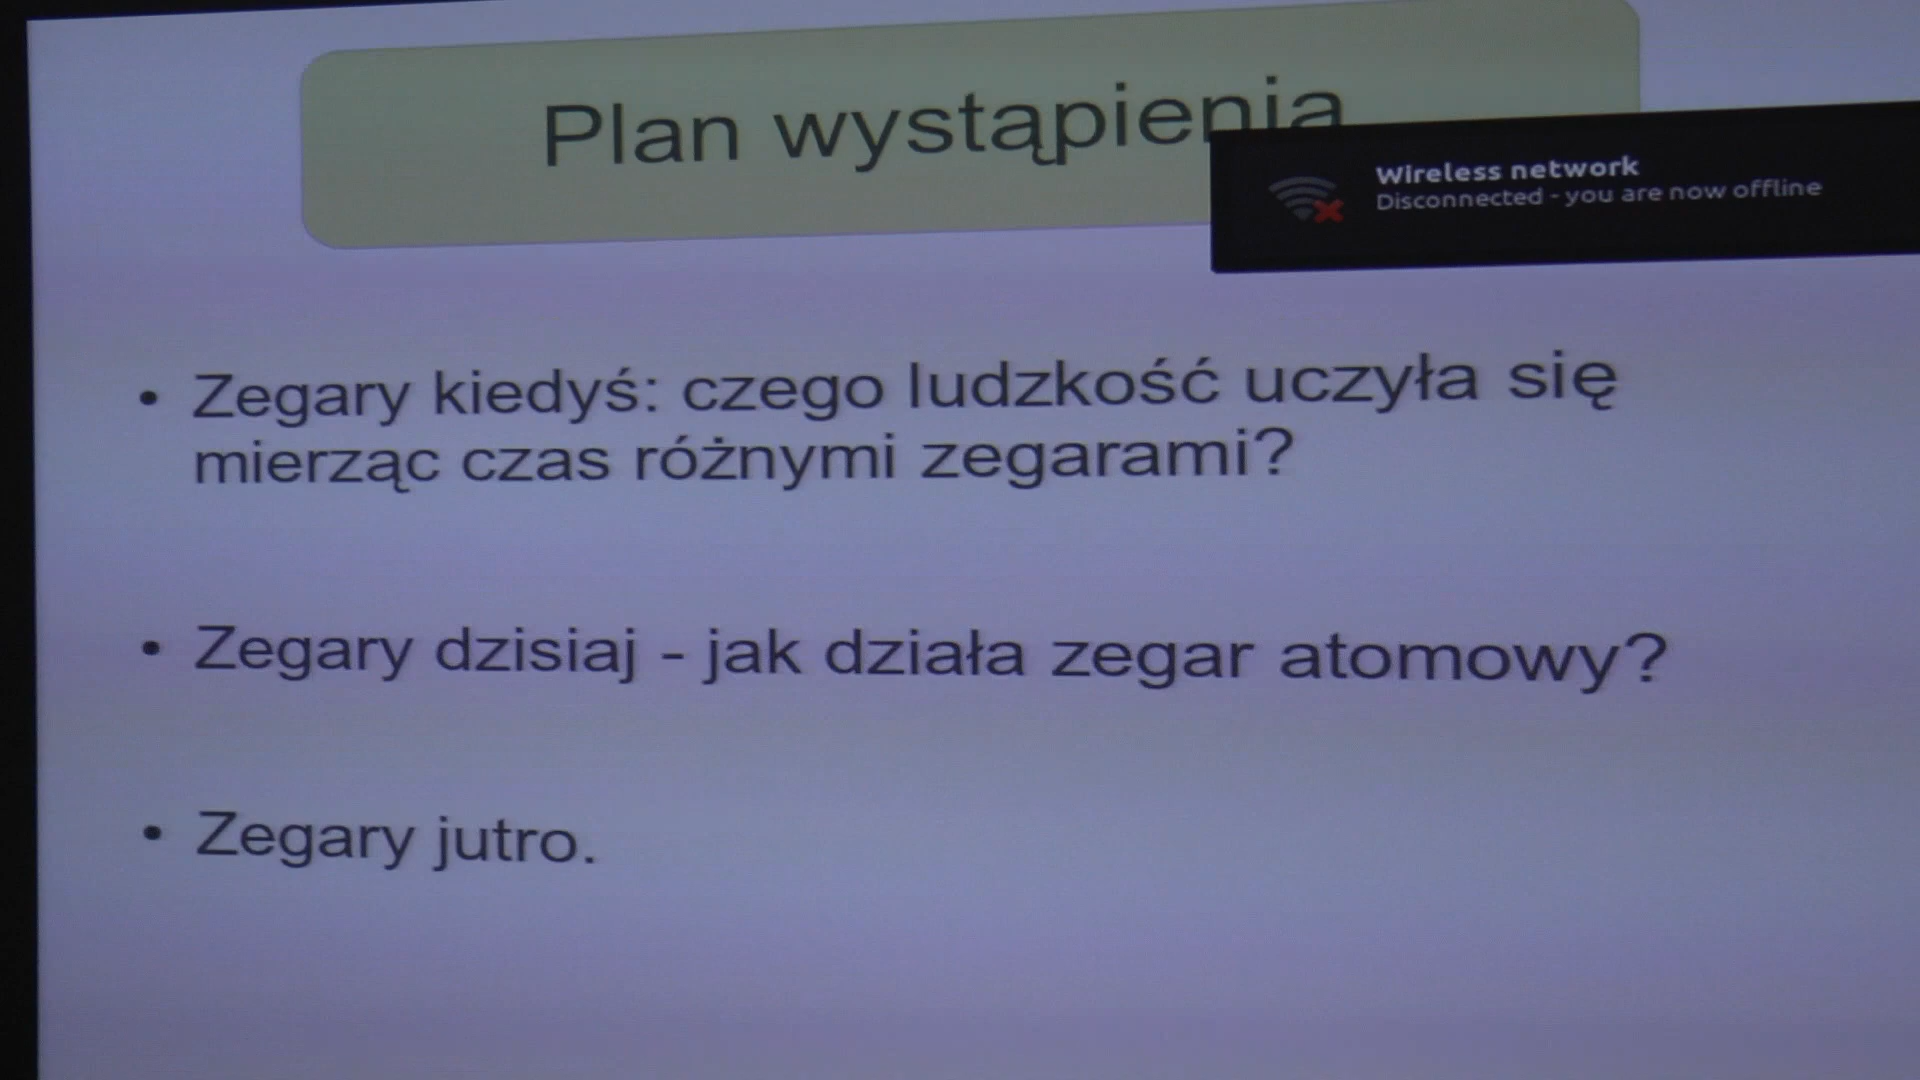 Plan wystąpienia
Wireless network
Disconnected - you are now offline
• Zegary kiedyś: czego ludzkość uczyła się
mierząc czas różnymi zegarami?
• Zegary dzisiaj - jak działa zegar atomowy?
• Zegary jutro.